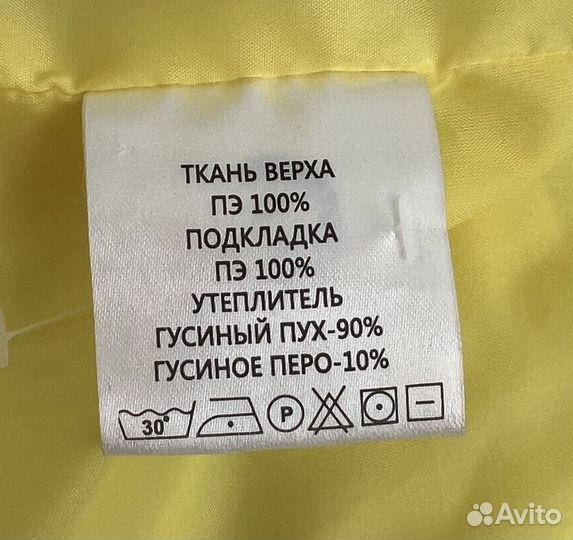 ТКАНЬ ВЕРХА
ПЭ 100%
ПОДКЛАДКА
ПЭ 100%
УТЕПЛИТЕЛЬ
ГУСИНЫЙ ПУХ-90%
ГУСИНОЕ ПЕРО-10%
30° P
Avito